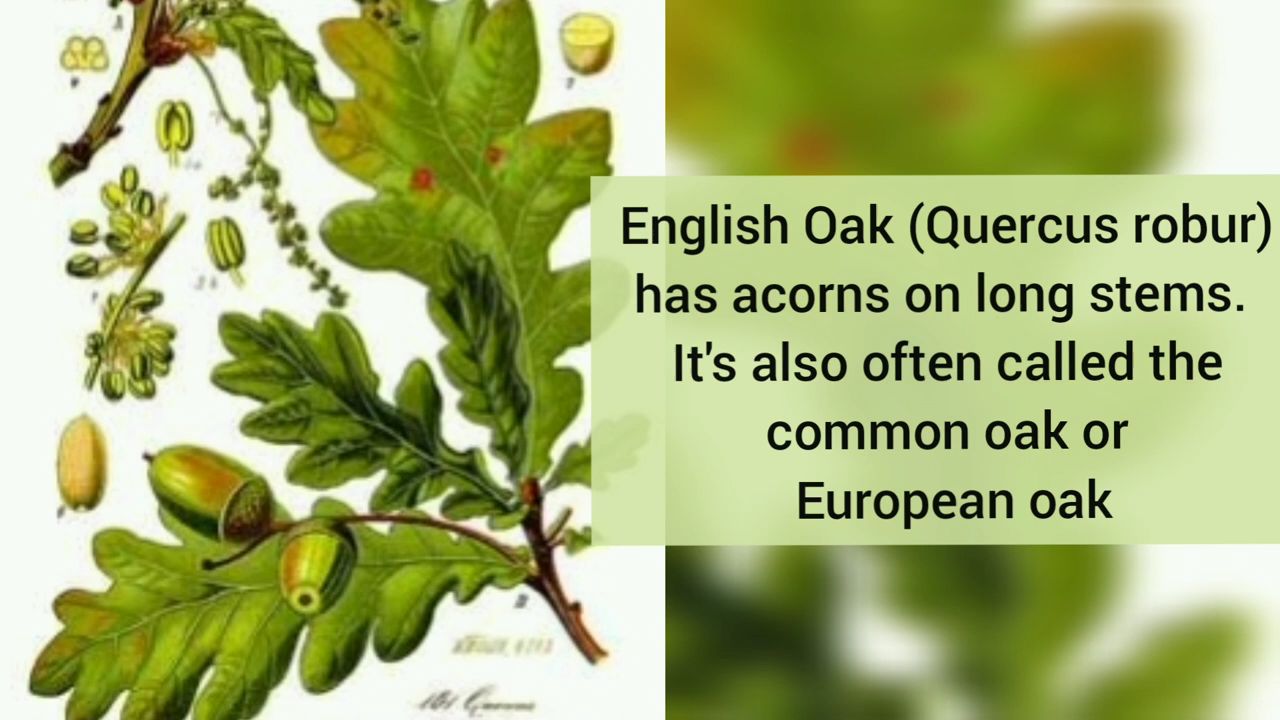 English Oak (Quercus robur)
has acorns on long stems.
It's also often called the
common oak or
European oak